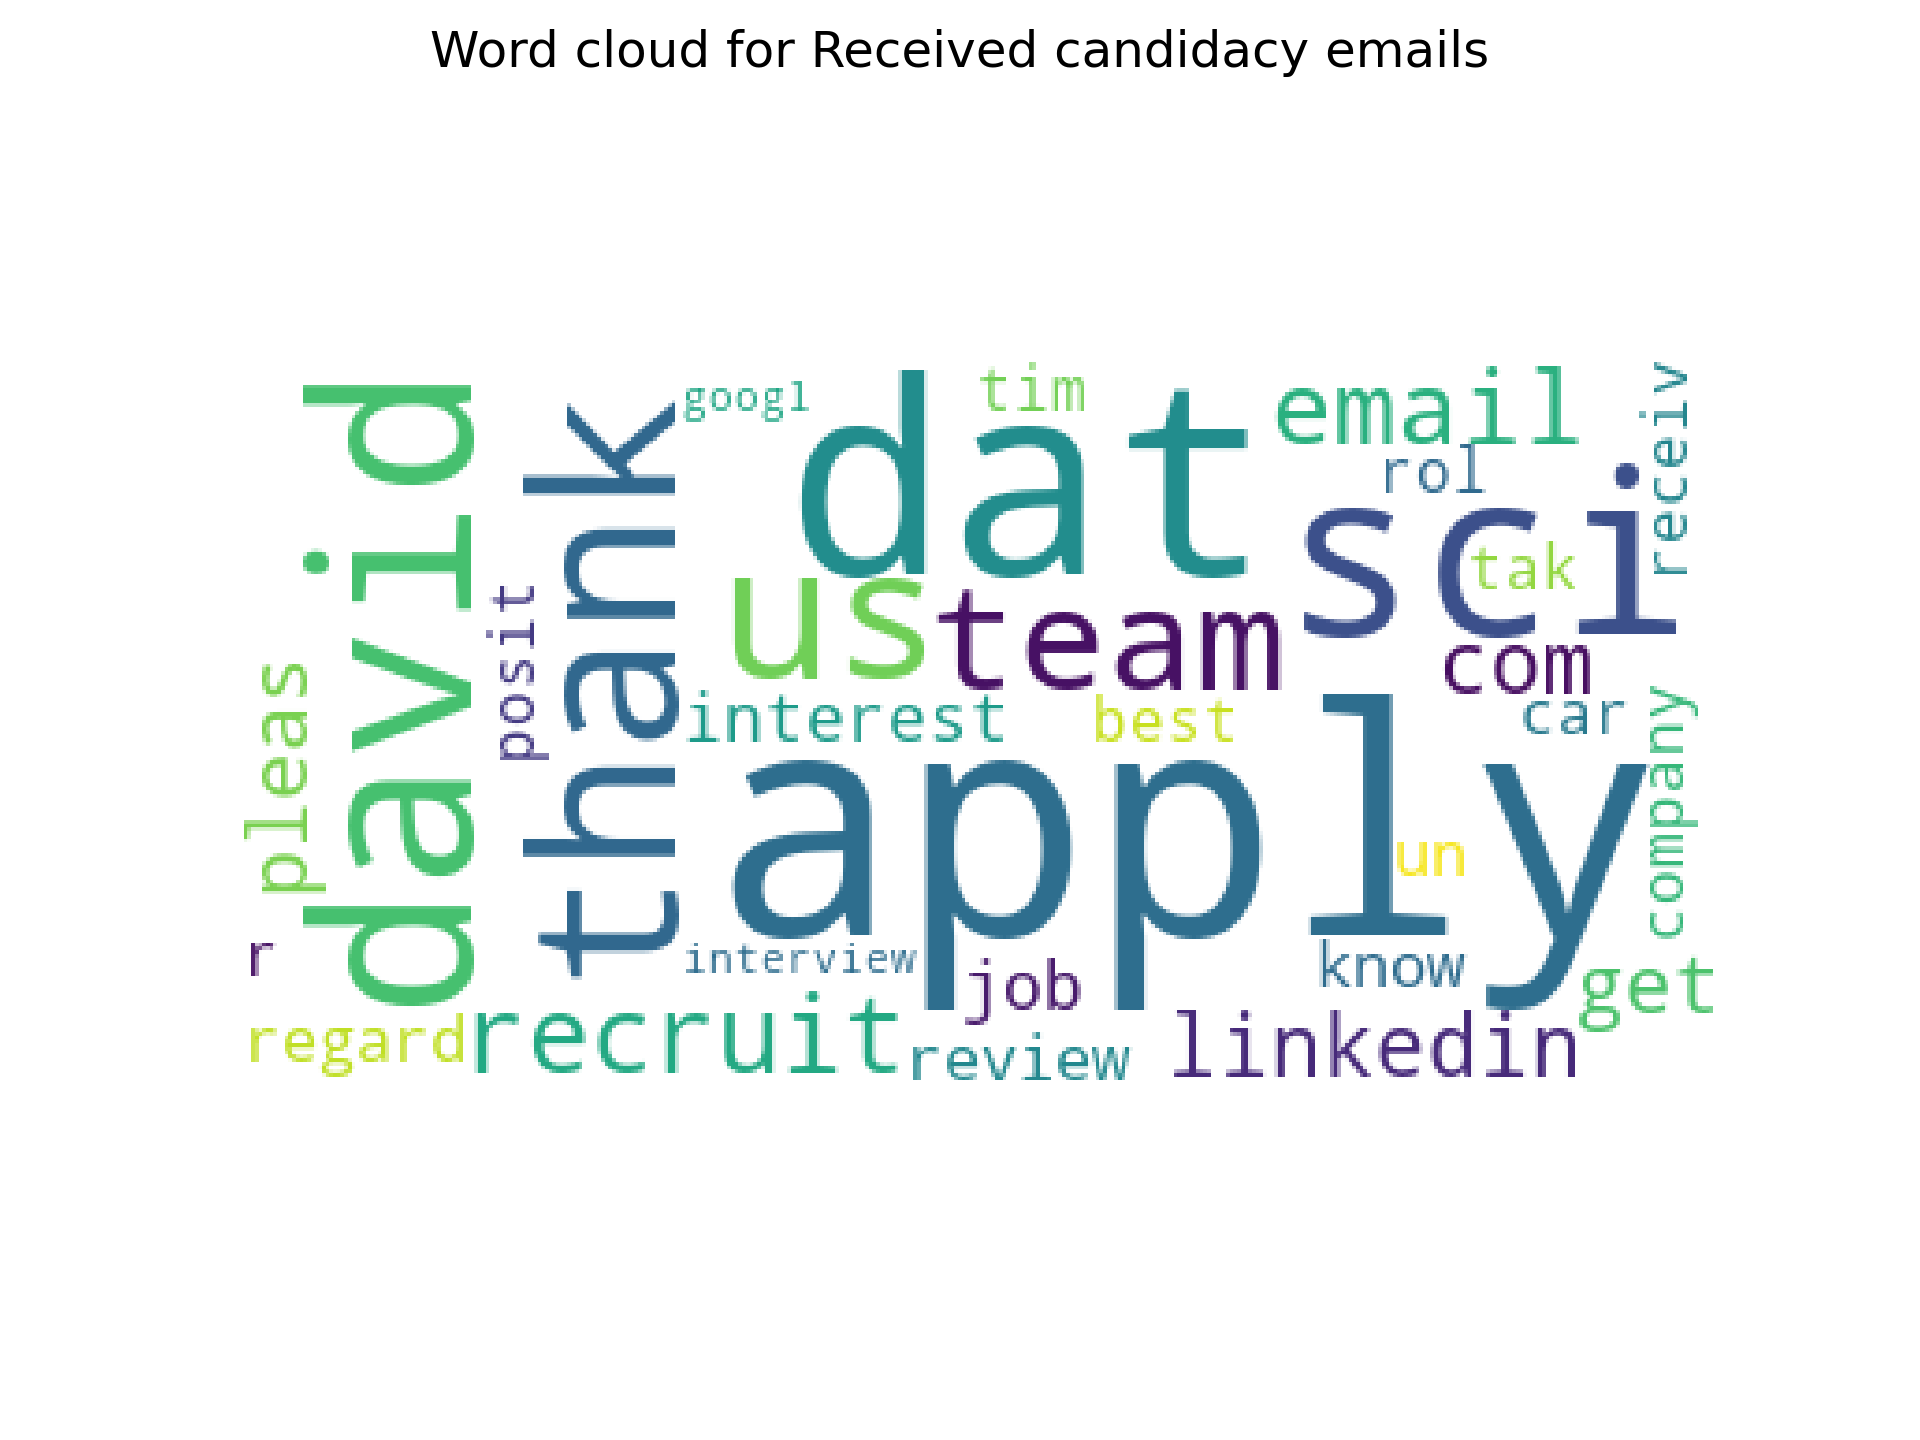 Word cloud for Received candidacy emails
googl
tim
email
receiv
david
thank
dat
rol
sci
tak
us
team
posit
pleas
com
interest
best
car
company
apply
un
r
interview
job
know
get
regard
recruit
review
linkedin